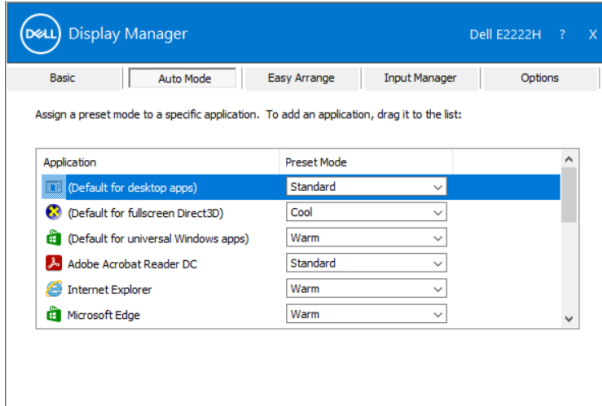 DELL Display Manager Dell E2222H ? X
Basic Auto Mode Easy Arrange Input Manager Options
Assign a preset mode to a specific application. To add an application, drag it to the list:
Application Preset Mode
(Default for desktop apps) Standard
(Default for fullscreen Direct3D) Cool
(Default for universal Windows apps) Warm
Adobe Acrobat Reader DC Standard
Internet Explorer Warm
Microsoft Edge Warm